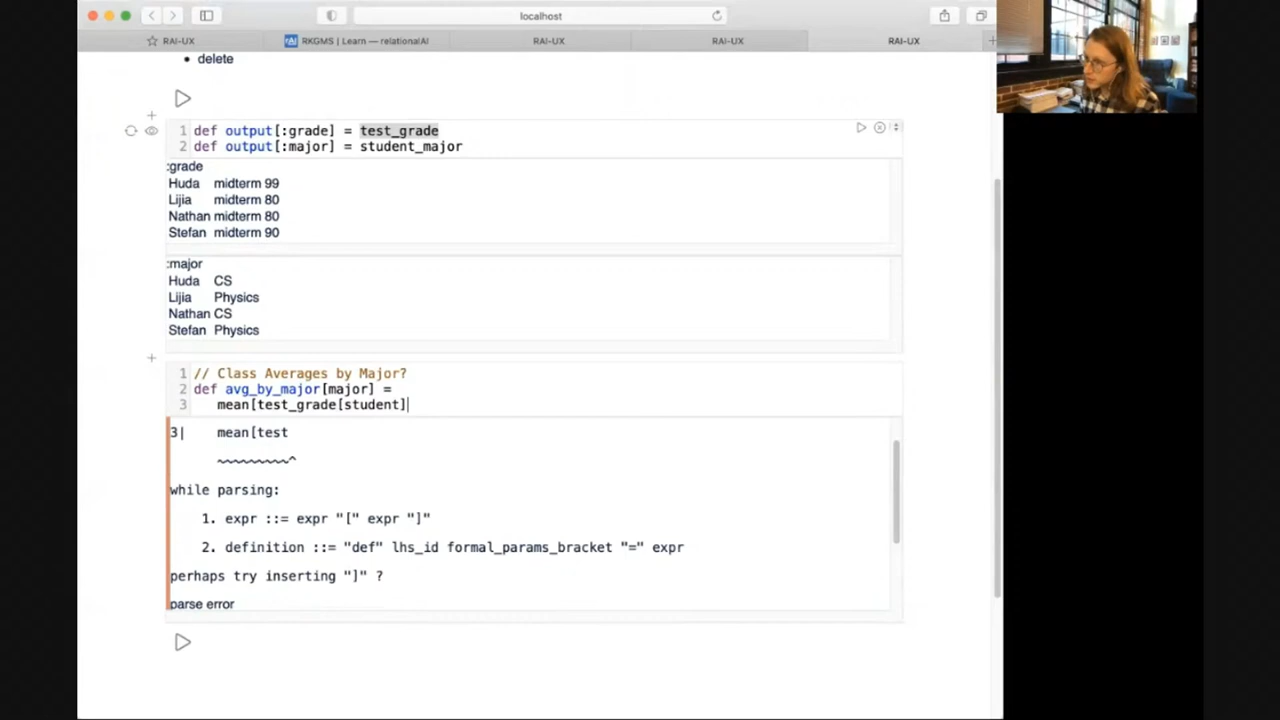 localhost
RAI-UX
RKGMS | Learn — relationalAI
RAI-UX
RAI-UX
RAI-UX
• delete
1 def output[:grade] = test_grade
2 def output[:major] = student_major
:grade
Huda midterm 99
Lijia midterm 80
Nathan midterm 80
Stefan midterm 90
:major
Huda CS
Lijia Physics
Nathan CS
Stefan Physics
1 // Class Averages by Major?
2 def avg_by_major[major] =
3 mean[test_grade[student]
3| mean[test
~~~~~~~~~^
while parsing:
1. expr ::= expr "[" expr "]"
2. definition ::= "def" lhs_id formal_params_bracket "=" expr
perhaps try inserting "]" ?
parse error